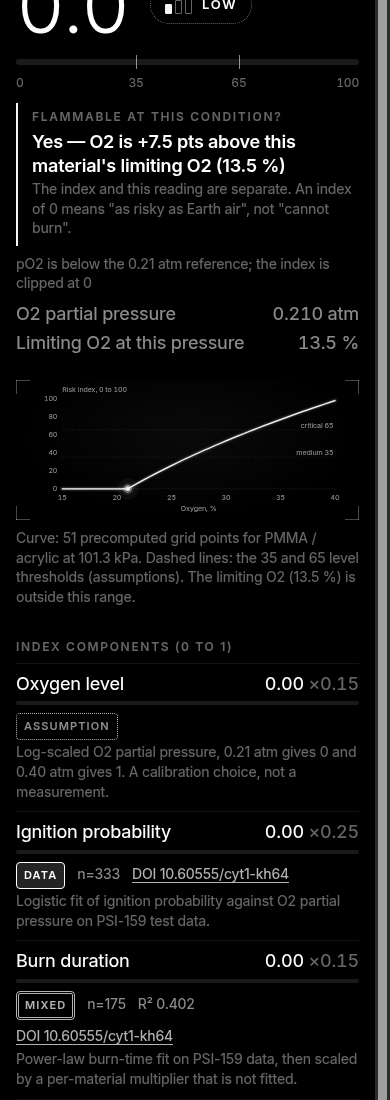 0.0 LOW
0 35 65 100
FLAMMABLE AT THIS CONDITION?
Yes — O2 is +7.5 pts above this
material's limiting O2 (13.5 %)
The index and this reading are separate. An index
of 0 means "as risky as Earth air", not "cannot
burn".
pO2 is below the 0.21 atm reference; the index is
clipped at 0
O2 partial pressure 0.210 atm
Limiting O2 at this pressure 13.5 %
Risk index, 0 to 100
100
80
critical 65
60
medium 35
40
20
0
15 20 25 30 35 40
Oxygen, %
Curve: 51 precomputed grid points for PMMA /
acrylic at 101.3 kPa. Dashed lines: the 35 and 65 level
thresholds (assumptions). The limiting O2 (13.5 %) is
outside this range.
INDEX COMPONENTS (0 TO 1)
Oxygen level 0.00 ×0.15
ASSUMPTION
Log-scaled O2 partial pressure, 0.21 atm gives 0 and
0.40 atm gives 1. A calibration choice, not a
measurement.
Ignition probability 0.00 ×0.25
DATA n=333 DOI 10.60555/cyt1-kh64
Logistic fit of ignition probability against O2 partial
pressure on PSI-159 test data.
Burn duration 0.00 ×0.15
MIXED n=175 R² 0.402
DOI 10.60555/cyt1-kh64
Power-law burn-time fit on PSI-159 data, then scaled
by a per-material multiplier that is not fitted.